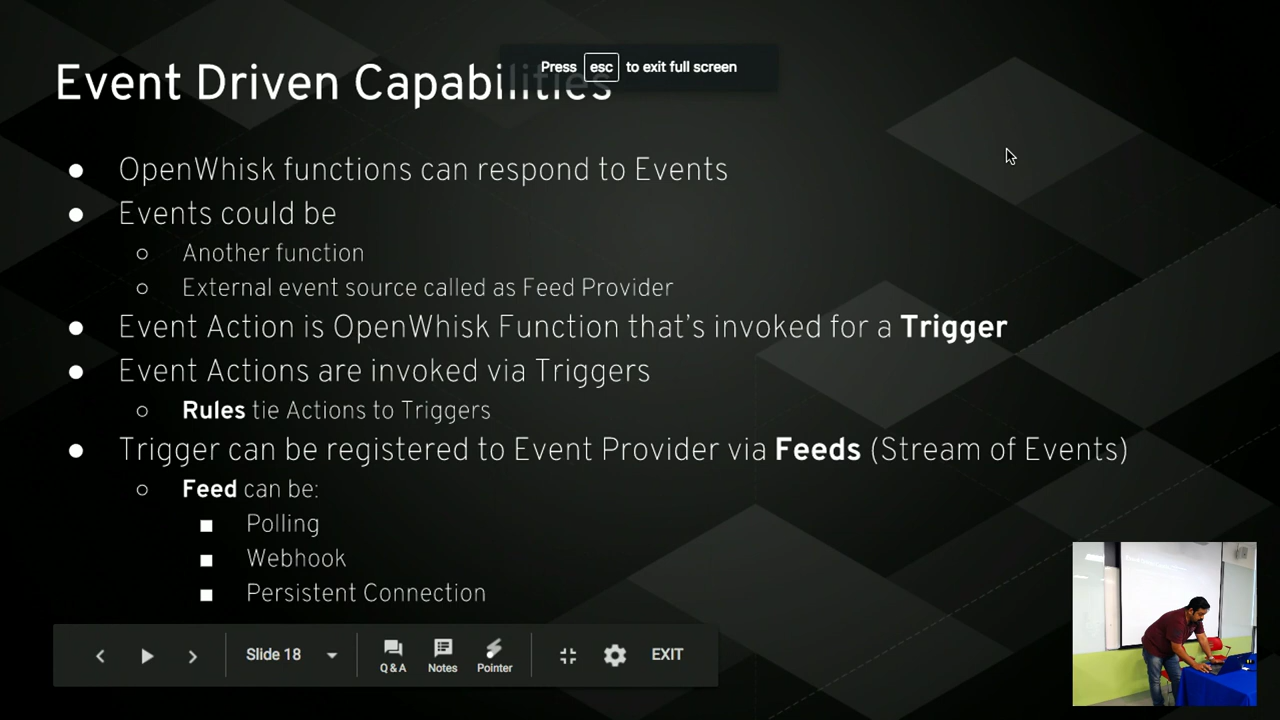 Press esc to exit full screen
Event Driven Capabilities
● OpenWhisk functions can respond to Events
● Events could be
○ Another function
○ External event source called as Feed Provider
● Event Action is OpenWhisk Function that's invoked for a Trigger
● Event Actions are invoked via Triggers
○ Rules tie Actions to Triggers
● Trigger can be registered to Event Provider via Feeds (Stream of Events)
○ Feed can be:
■ Polling
■ Webhook
■ Persistent Connection
Slide 18
Q & A
Notes
Pointer
EXIT